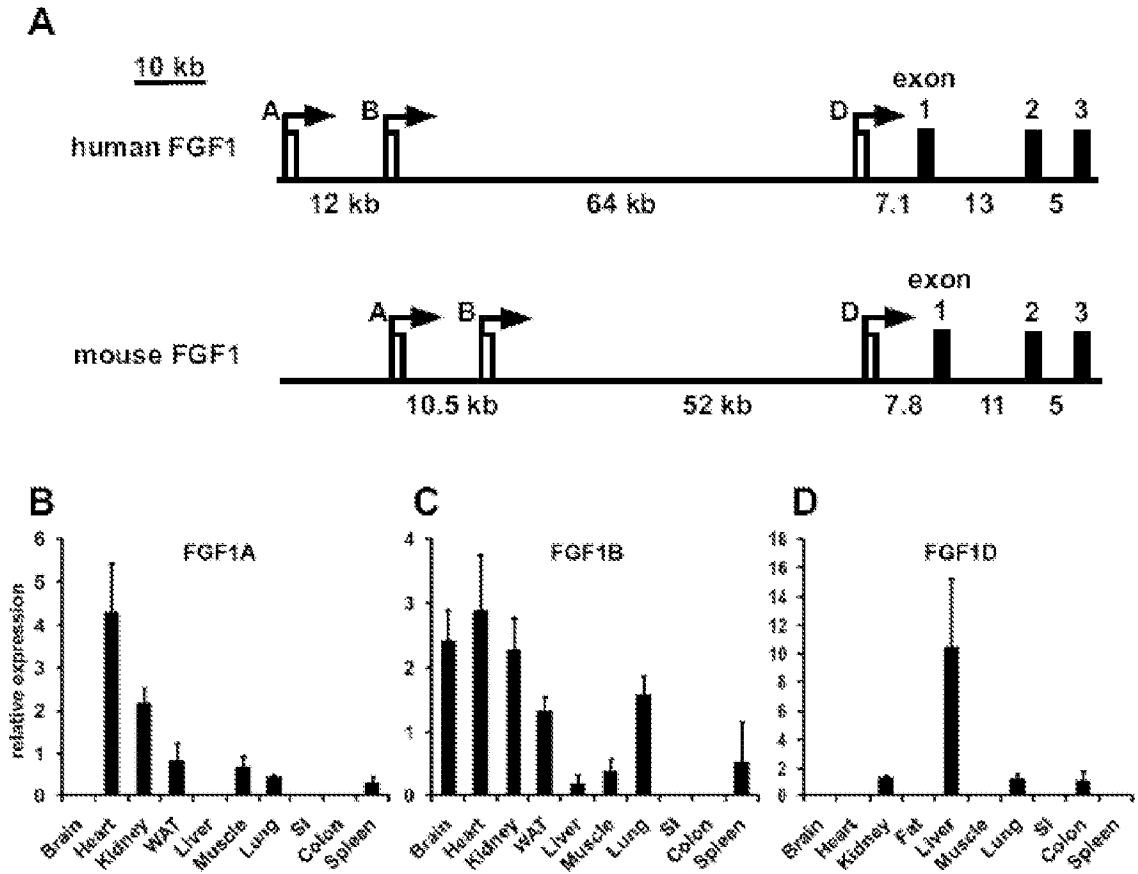 A
10 kb
exon
A B D 1 2 3
human FGF1
12 kb 64 kb 7.1 13 5
exon
A B D 1 2 3
mouse FGF1
10.5 kb 52 kb 7.8 11 5
B
FGF1A
relative expression
6
5
4
3
2
1
0
Brain Heart Kidney WAT Liver Muscle Lung SI Colon Spleen
C
FGF1B
4
3
2
1
0
Brain Heart Kidney WAT Liver Muscle Lung SI Colon Spleen
D
FGF1D
18
16
14
12
10
8
6
4
2
0
Brain Heart Kidney Fat Liver Muscle Lung SI Colon Spleen